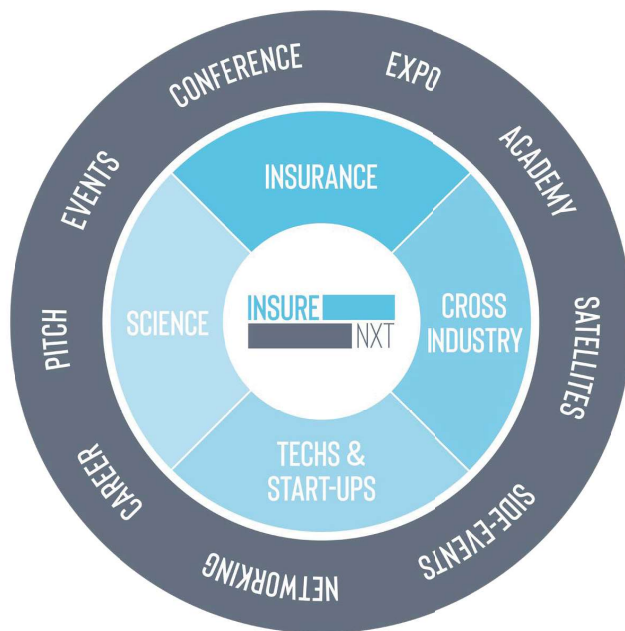 CONFERENCE
EXPO
ACADEMY
SATELLITES
SIDE-EVENTS
NETWORKING
CAREER
PITCH
EVENTS
INSURANCE
CROSS
INDUSTRY
TECHS &
START-UPS
SCIENCE
INSURE
NXT